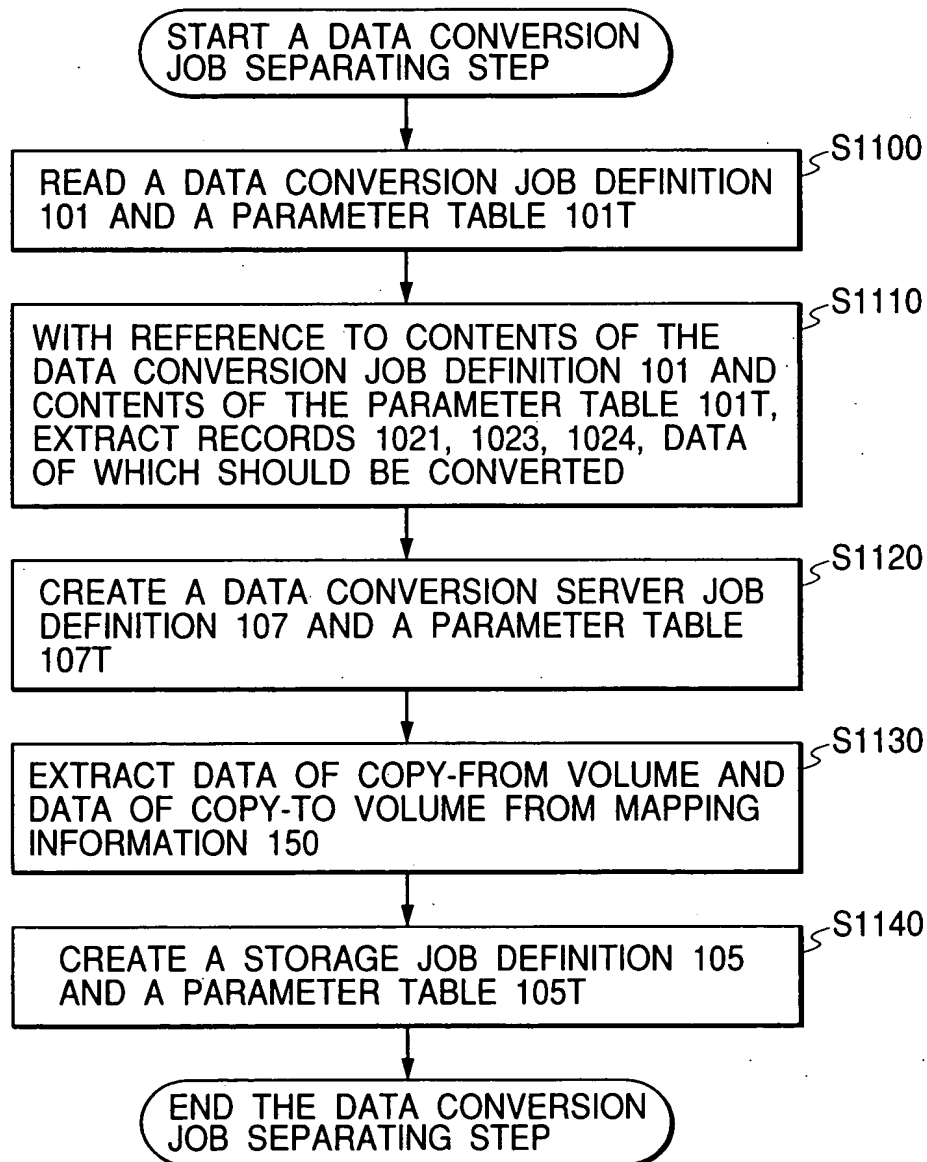 START A DATA CONVERSION
JOB SEPARATING STEP
S1100
READ A DATA CONVERSION JOB DEFINITION
101 AND A PARAMETER TABLE 101T
S1110
WITH REFERENCE TO CONTENTS OF THE
DATA CONVERSION JOB DEFINITION 101 AND
CONTENTS OF THE PARAMETER TABLE 101T,
EXTRACT RECORDS 1021, 1023, 1024, DATA
OF WHICH SHOULD BE CONVERTED
S1120
CREATE A DATA CONVERSION SERVER JOB
DEFINITION 107 AND A PARAMETER TABLE
107T
S1130
EXTRACT DATA OF COPY-FROM VOLUME AND
DATA OF COPY-TO VOLUME FROM MAPPING
INFORMATION 150
S1140
CREATE A STORAGE JOB DEFINITION 105
AND A PARAMETER TABLE 105T
END THE DATA CONVERSION
JOB SEPARATING STEP